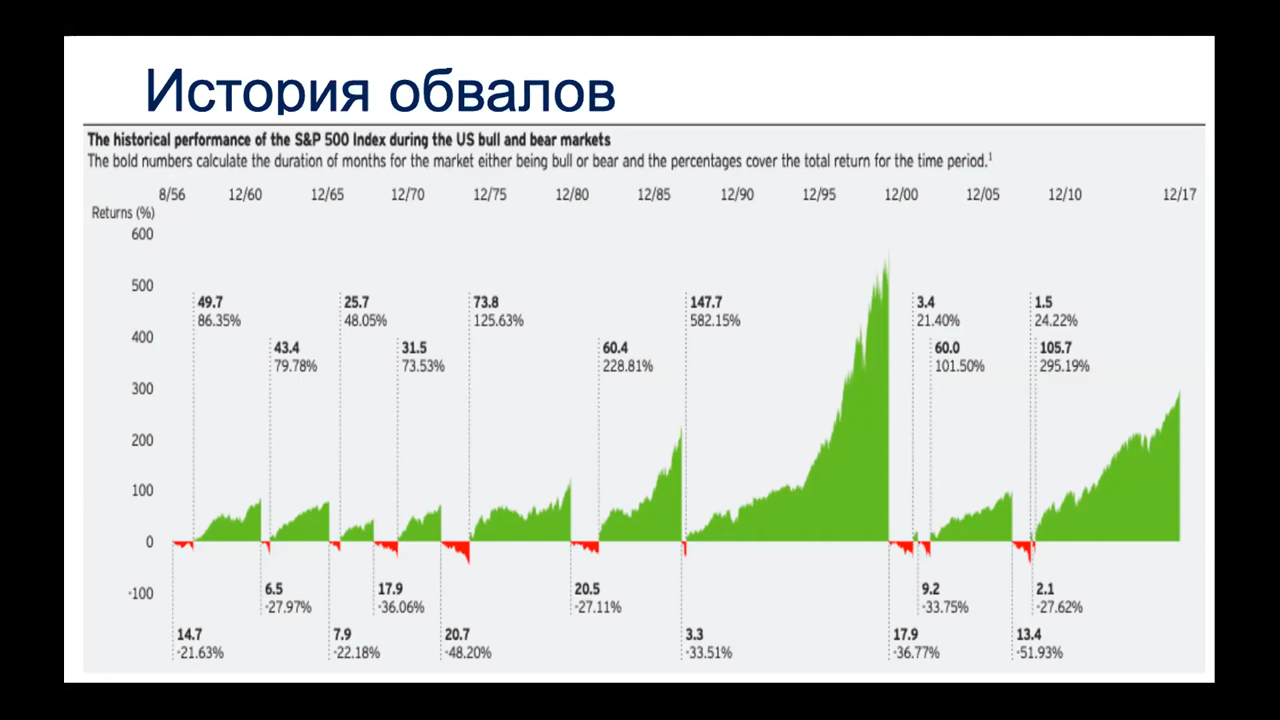 История обвалов
The historical performance of the S&P 500 Index during the US bull and bear markets
The bold numbers calculate the duration of months for the market either being bull or bear and the percentages cover the total return for the time period.¹
8/56 12/60 12/65 12/70 12/75 12/80 12/85 12/90 12/95 12/00 12/05 12/10 12/17
Returns (%)
600
500
400
300
200
100
0
-100
49.7 25.7 73.8 147.7 3.4 1.5
86.35% 48.05% 125.63% 582.15% 21.40% 24.22%
43.4 31.5 60.4 60.0 105.7
79.78% 73.53% 228.81% 101.50% 295.19%
6.5 17.9 20.5 9.2 2.1
-27.97% -36.06% -27.11% -33.75% -27.62%
14.7 7.9 20.7 3.3 17.9 13.4
-21.63% -22.18% -48.20% -33.51% -36.77% -51.93%